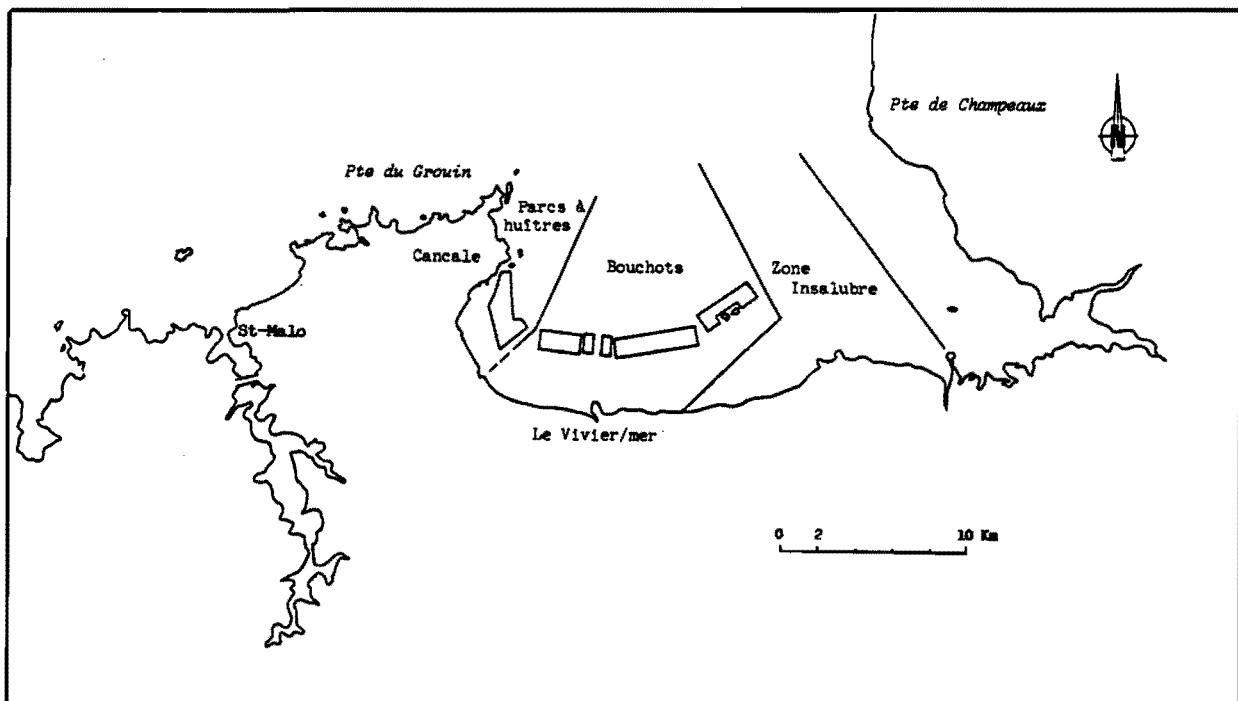 Pte de Champeaux
Pte du Grouin
Parcs à
huîtres
Cancale
Bouchots
Zone
Insalubre
St-Malo
Le Vivier/mer
0 2 10 Km